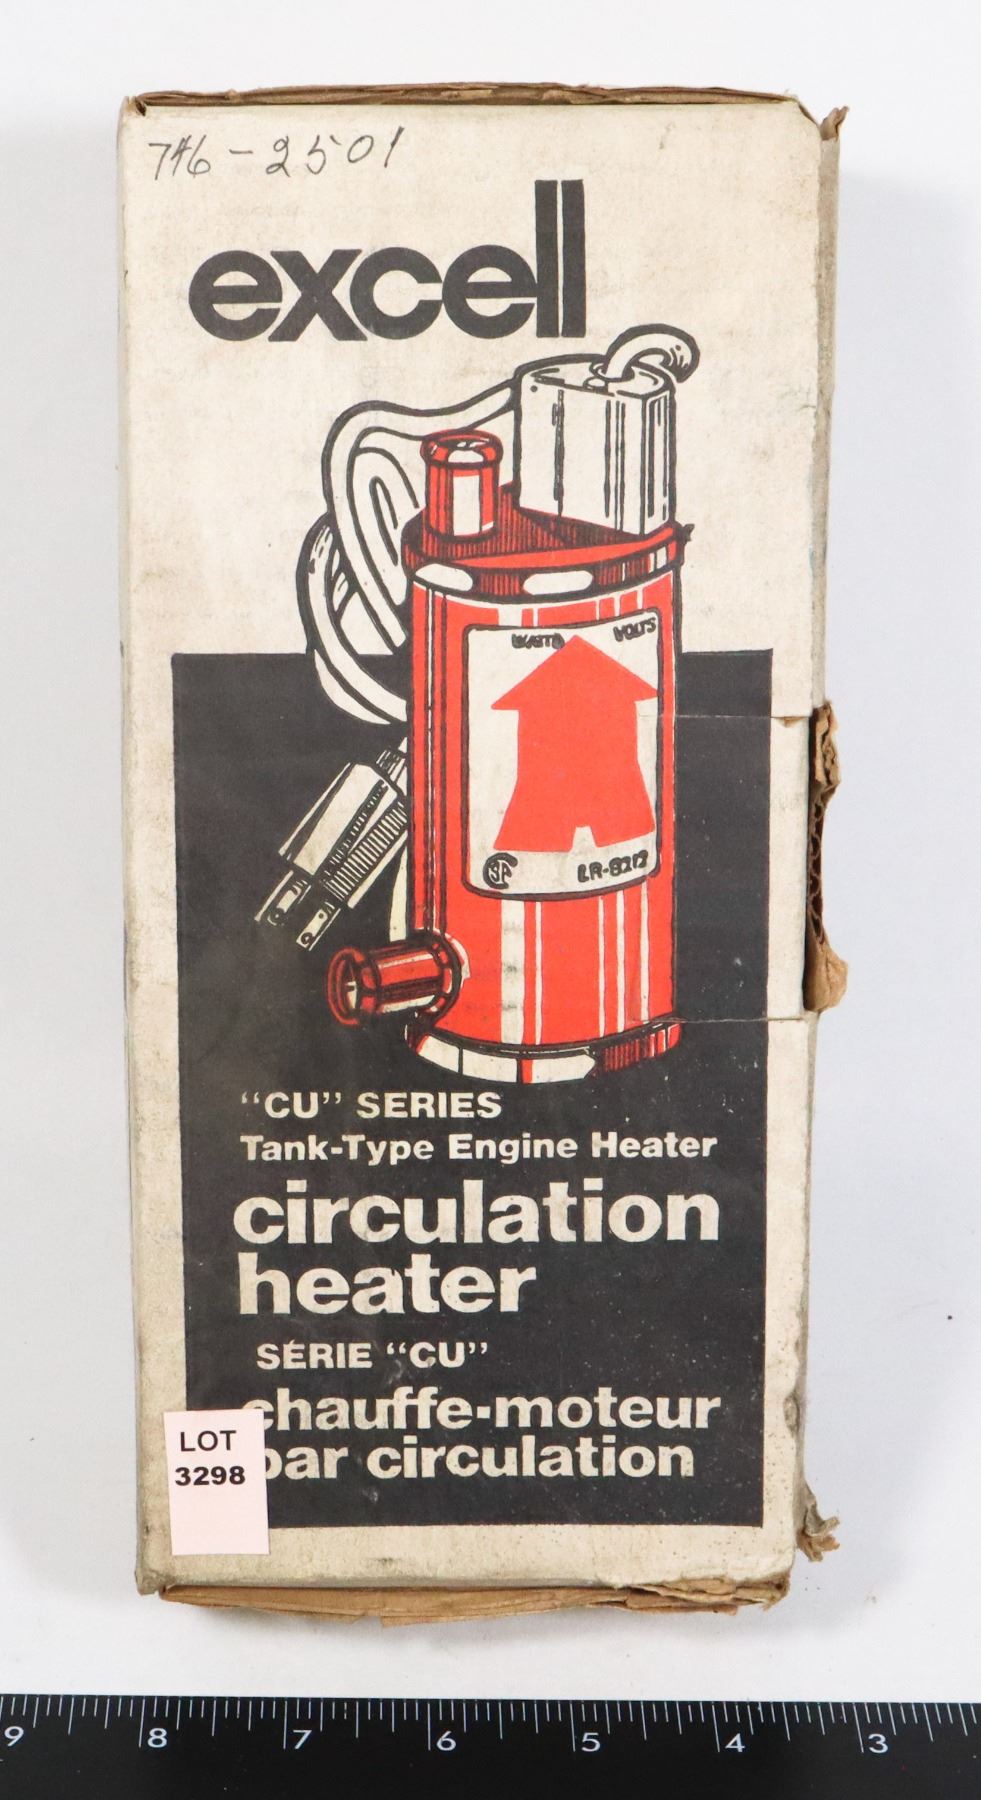 746-2501
excell
WATTS VOLTS
LR-8212
"CU" SERIES
Tank-Type Engine Heater
circulation
heater
SÉRIE "CU"
chauffe-moteur
par circulation
LOT
3298
9 8 7 6 5 4 3